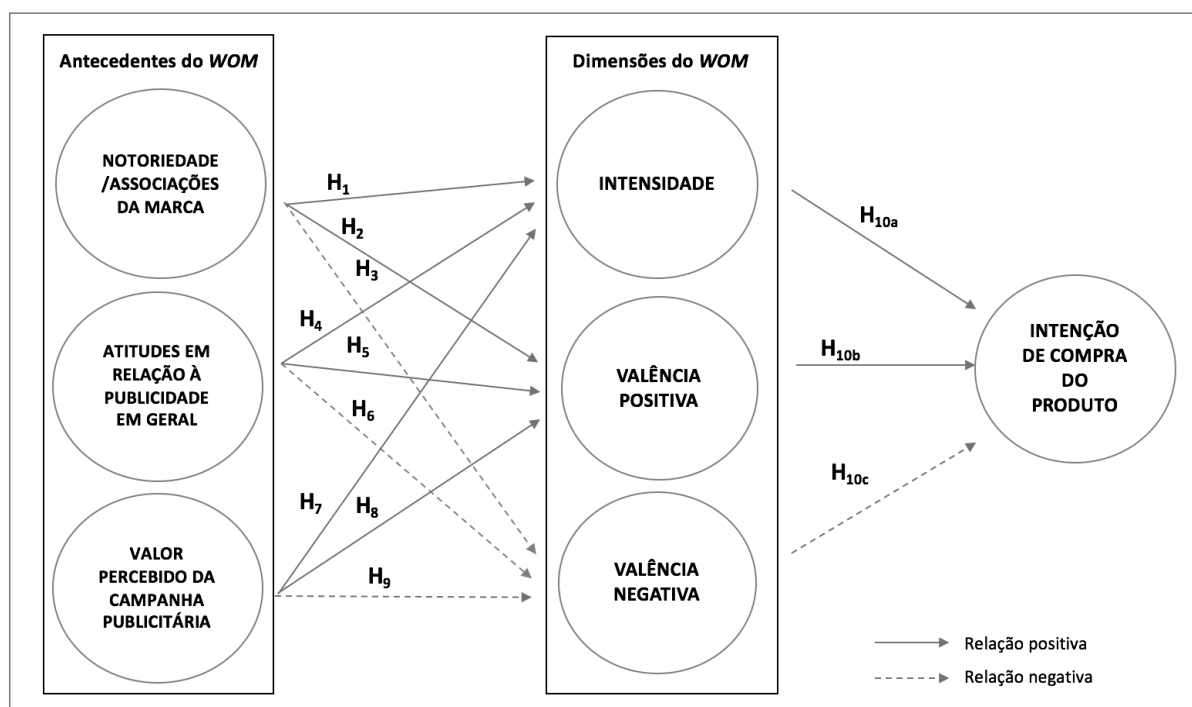 Antecedentes do WOM
NOTORIEDADE
/ASSOCIAÇÕES
DA MARCA
ATITUDES EM
RELAÇÃO À
PUBLICIDADE
EM GERAL
VALOR
PERCEBIDO DA
CAMPANHA
PUBLICITÁRIA
H1
H2
H3
H4
H5
H6
H7
H8
H9
Dimensões do WOM
INTENSIDADE
VALÊNCIA
POSITIVA
VALÊNCIA
NEGATIVA
H10a
H10b
H10c
INTENÇÃO
DE COMPRA
DO
PRODUTO
Relação positiva
Relação negativa